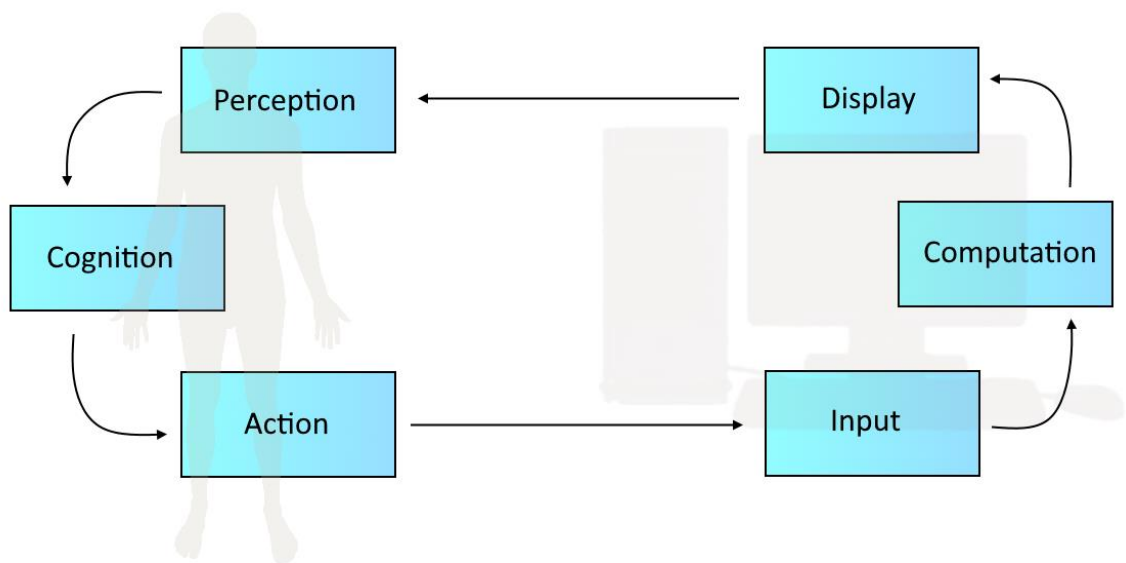 Perception
Display
Cognition
Computation
Action
Input